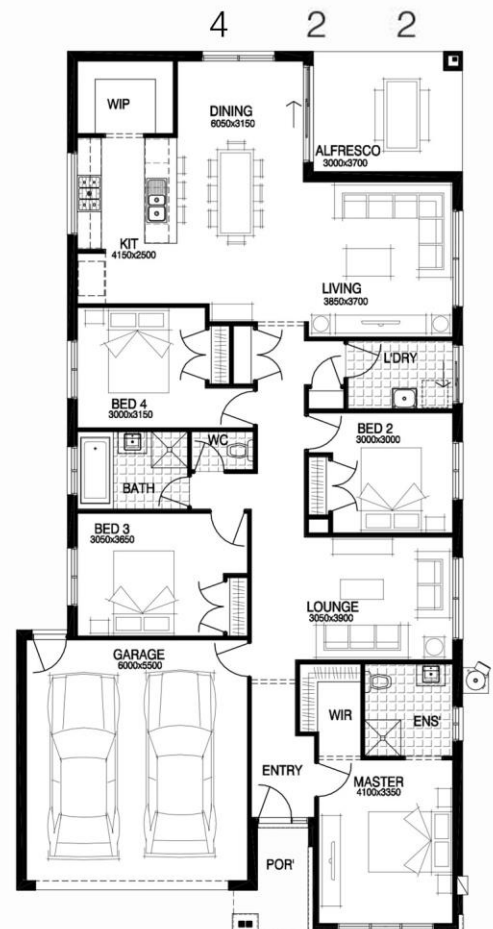 4 2 2
WIP
DINING
6050x3150
ALFRESCO
3000x3700
KIT
4150x2500
LIVING
3850x3700
L'DRY
BED 4
3000x3150
WC
BED 2
3000x3000
BATH
BED 3
3050x3650
LOUNGE
3050x3900
GARAGE
6000x5500
WIR
ENS'
ENTRY
MASTER
4100x3350
POR'